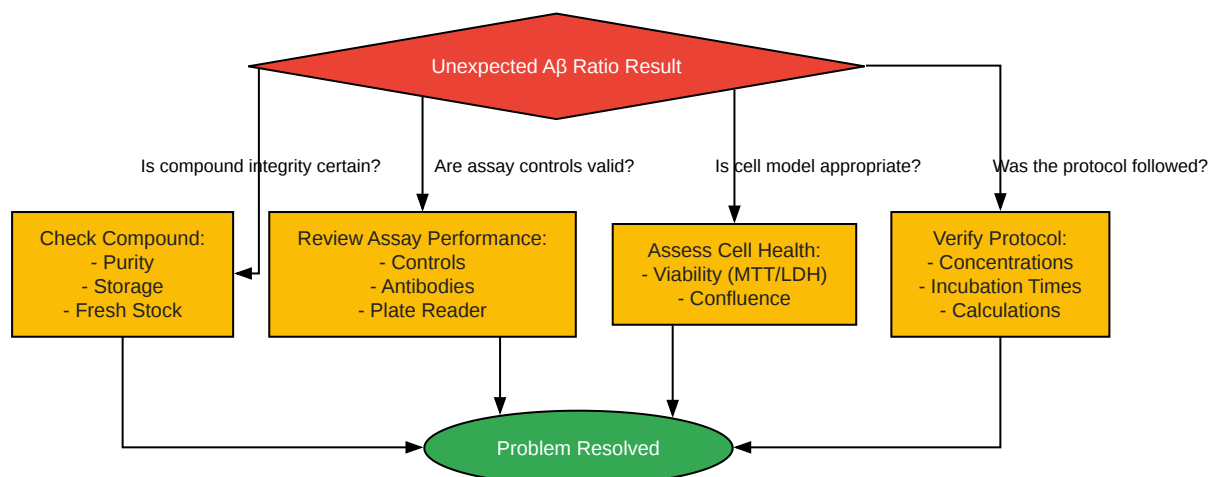 Unexpected Aβ Ratio Result
Is compound integrity certain?
Are assay controls valid?
Is cell model appropriate?
Was the protocol followed?
Check Compound:
- Purity
- Storage
- Fresh Stock
Review Assay Performance:
- Controls
- Antibodies
- Plate Reader
Assess Cell Health:
- Viability (MTT/LDH)
- Confluence
Verify Protocol:
- Concentrations
- Incubation Times
- Calculations
Problem Resolved